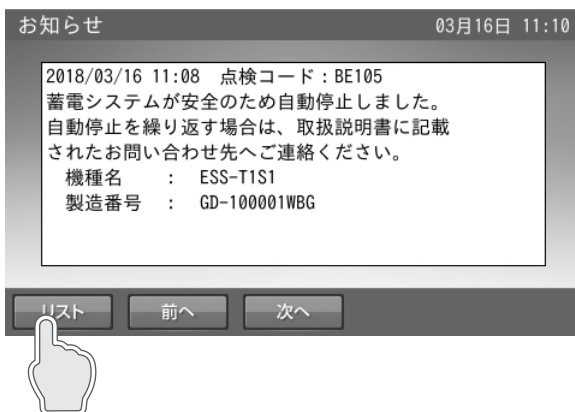 お知らせ 03月16日 11:10
2018/03/16 11:08 点検コード：BE105
蓄電システムが安全のため自動停止しました。
自動停止を繰り返す場合は、取扱説明書に記載
されたお問い合わせ先へご連絡ください。
機種名 ： ESS-T1S1
製造番号 ： GD-100001WBG
リスト 前へ 次へ